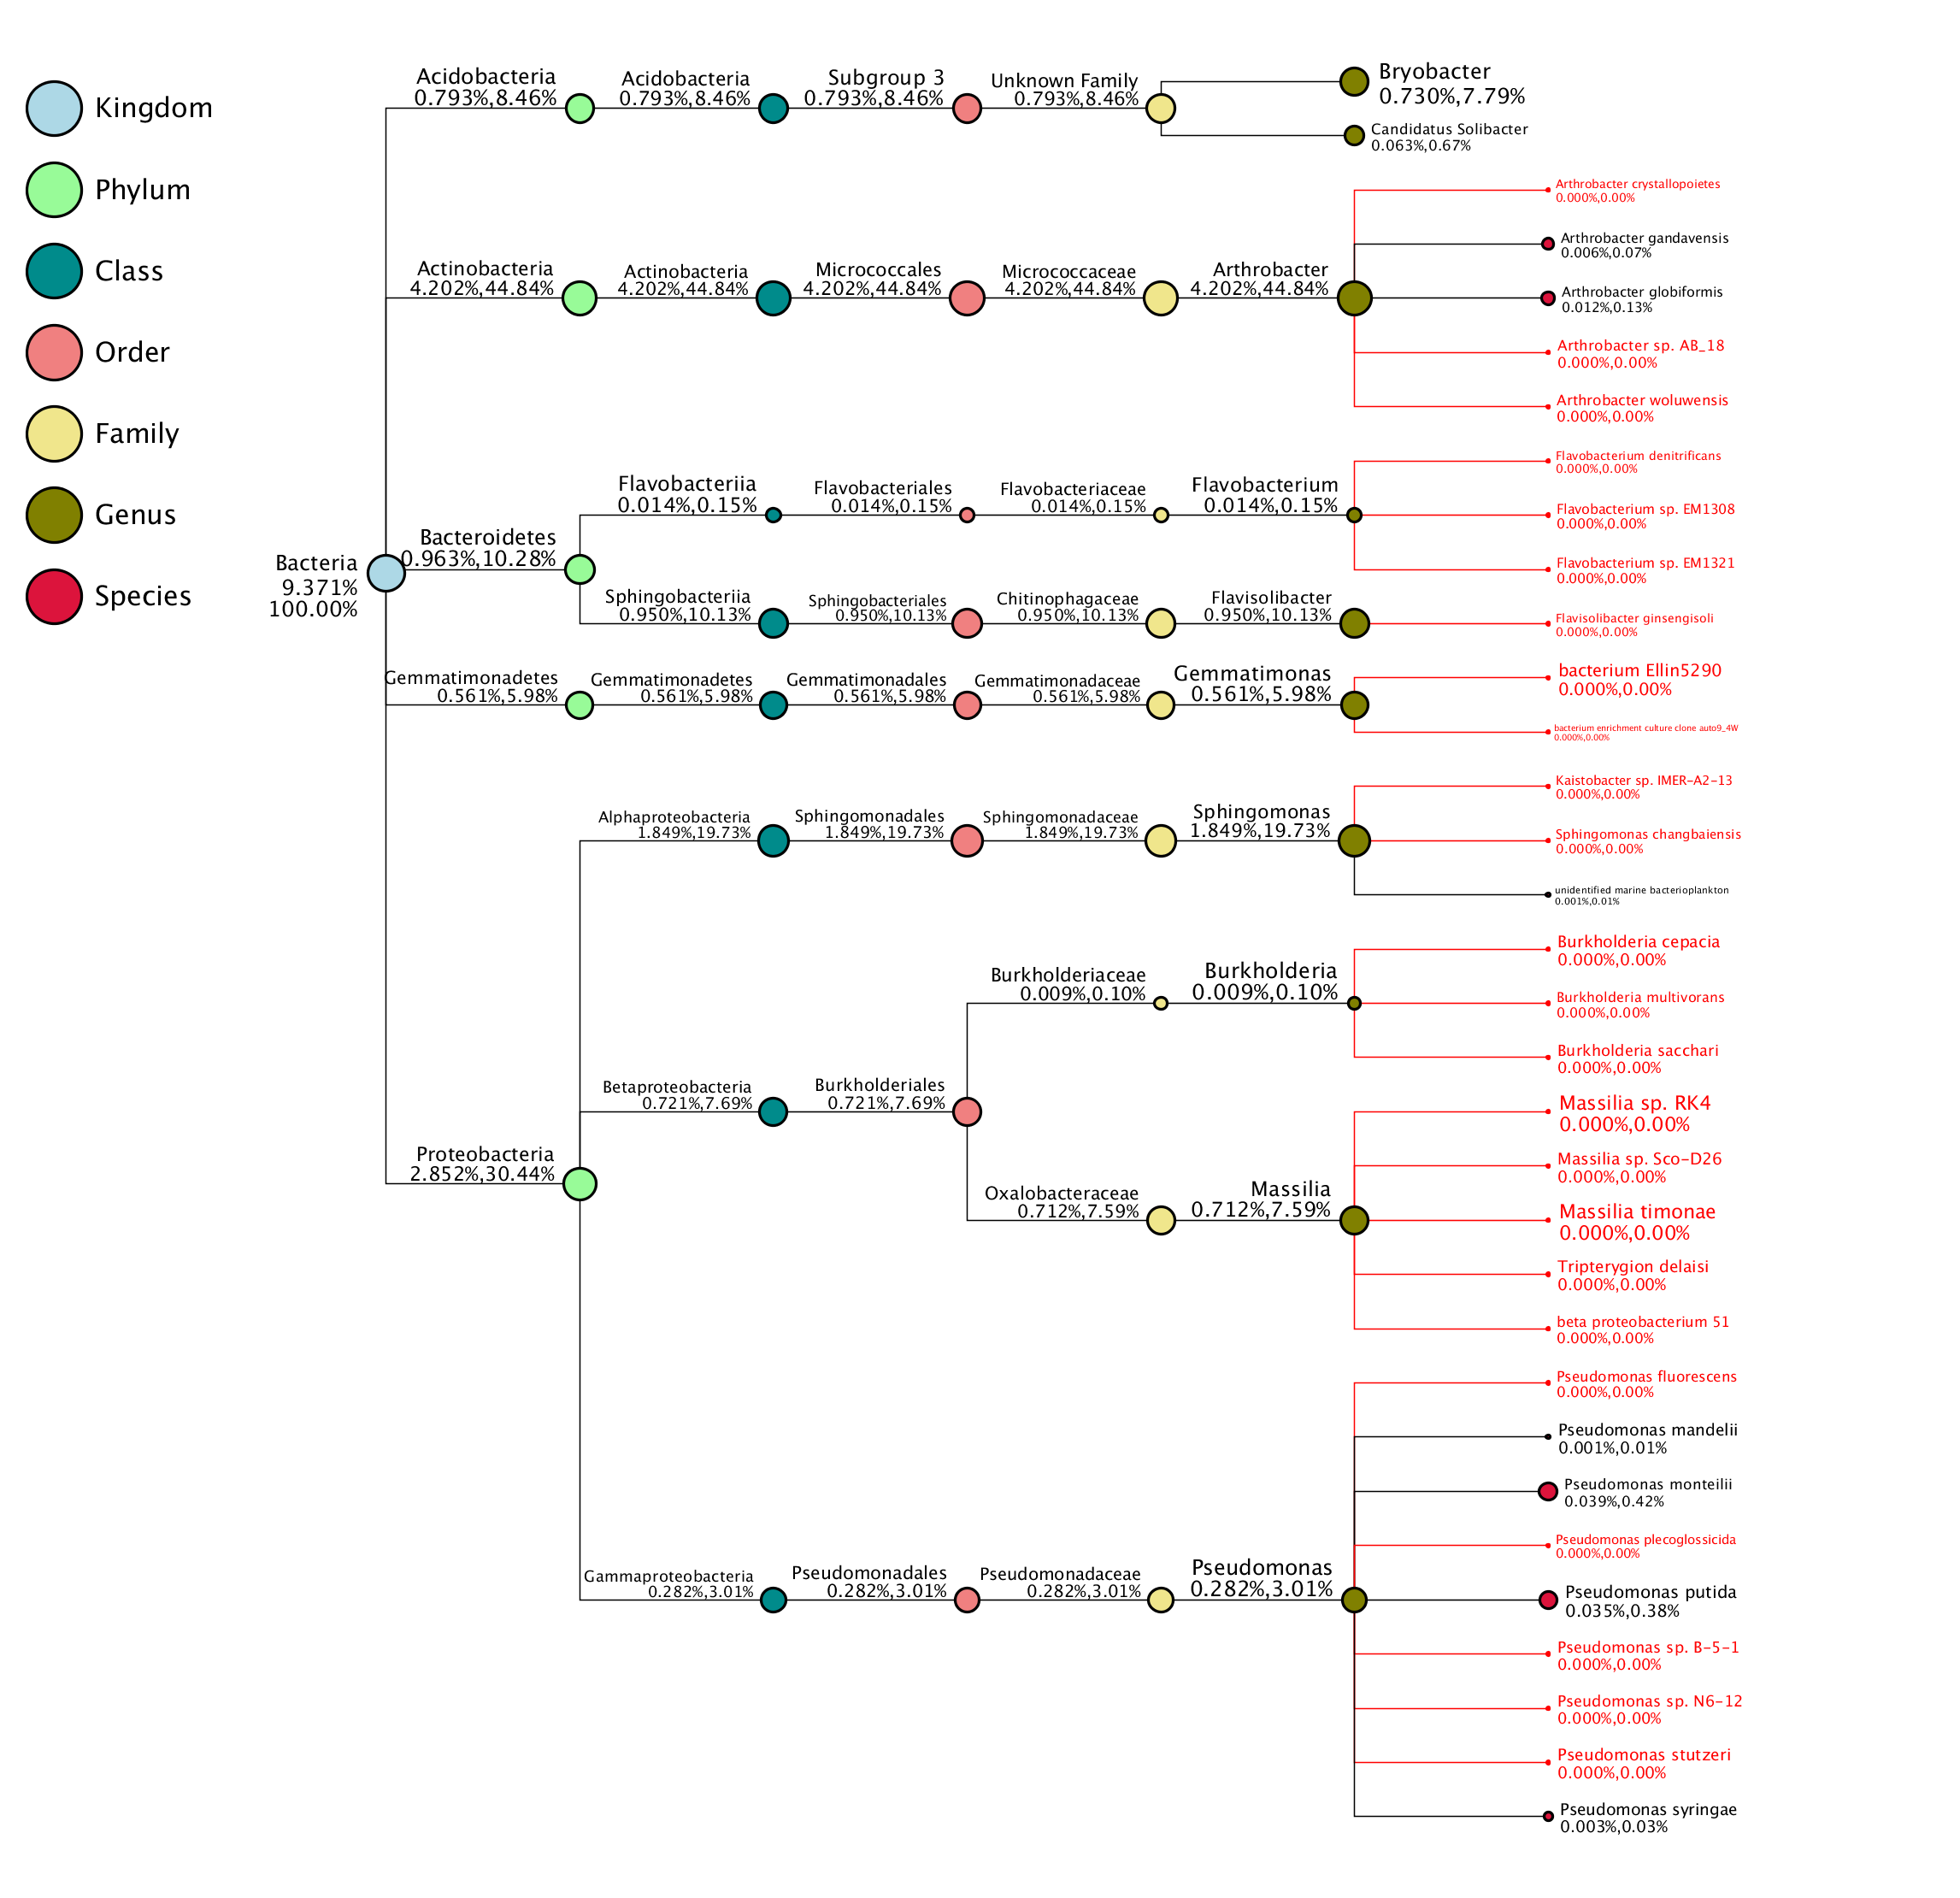 Kingdom
Phylum
Class
Order
Family
Genus
Species
Bacteria
9.371%
100.00%
Acidobacteria
0.793%,8.46%
Acidobacteria
0.793%,8.46%
Subgroup 3
0.793%,8.46%
Unknown Family
0.793%,8.46%
Bryobacter
0.730%,7.79%
Candidatus Solibacter
0.063%,0.67%
Actinobacteria
4.202%,44.84%
Actinobacteria
4.202%,44.84%
Micrococcales
4.202%,44.84%
Micrococcaceae
4.202%,44.84%
Arthrobacter
4.202%,44.84%
Arthrobacter crystallopoietes
0.000%,0.00%
Arthrobacter gandavensis
0.006%,0.07%
Arthrobacter globiformis
0.012%,0.13%
Arthrobacter sp. AB_18
0.000%,0.00%
Arthrobacter woluwensis
0.000%,0.00%
Bacteroidetes
0.963%,10.28%
Flavobacteriia
0.014%,0.15%
Flavobacteriales
0.014%,0.15%
Flavobacteriaceae
0.014%,0.15%
Flavobacterium
0.014%,0.15%
Flavobacterium denitrificans
0.000%,0.00%
Flavobacterium sp. EM1308
0.000%,0.00%
Flavobacterium sp. EM1321
0.000%,0.00%
Sphingobacteriia
0.950%,10.13%
Sphingobacteriales
0.950%,10.13%
Chitinophagaceae
0.950%,10.13%
Flavisolibacter
0.950%,10.13%
Flavisolibacter ginsengisoli
0.000%,0.00%
Gemmatimonadetes
0.561%,5.98%
Gemmatimonadetes
0.561%,5.98%
Gemmatimonadales
0.561%,5.98%
Gemmatimonadaceae
0.561%,5.98%
Gemmatimonas
0.561%,5.98%
bacterium Ellin5290
0.000%,0.00%
bacterium enrichment culture clone auto9_4W
0.000%,0.00%
Proteobacteria
2.852%,30.44%
Alphaproteobacteria
1.849%,19.73%
Sphingomonadales
1.849%,19.73%
Sphingomonadaceae
1.849%,19.73%
Sphingomonas
1.849%,19.73%
Kaistobacter sp. IMER-A2-13
0.000%,0.00%
Sphingomonas changbaiensis
0.000%,0.00%
unidentified marine bacterioplankton
0.001%,0.01%
Betaproteobacteria
0.721%,7.69%
Burkholderiales
0.721%,7.69%
Burkholderiaceae
0.009%,0.10%
Burkholderia
0.009%,0.10%
Burkholderia cepacia
0.000%,0.00%
Burkholderia multivorans
0.000%,0.00%
Burkholderia sacchari
0.000%,0.00%
Oxalobacteraceae
0.712%,7.59%
Massilia
0.712%,7.59%
Massilia sp. RK4
0.000%,0.00%
Massilia sp. Sco-D26
0.000%,0.00%
Massilia timonae
0.000%,0.00%
Tripterygion delaisi
0.000%,0.00%
beta proteobacterium 51
0.000%,0.00%
Gammaproteobacteria
0.282%,3.01%
Pseudomonadales
0.282%,3.01%
Pseudomonadaceae
0.282%,3.01%
Pseudomonas
0.282%,3.01%
Pseudomonas fluorescens
0.000%,0.00%
Pseudomonas mandelii
0.001%,0.01%
Pseudomonas monteilii
0.039%,0.42%
Pseudomonas plecoglossicida
0.000%,0.00%
Pseudomonas putida
0.035%,0.38%
Pseudomonas sp. B-5-1
0.000%,0.00%
Pseudomonas sp. N6-12
0.000%,0.00%
Pseudomonas stutzeri
0.000%,0.00%
Pseudomonas syringae
0.003%,0.03%